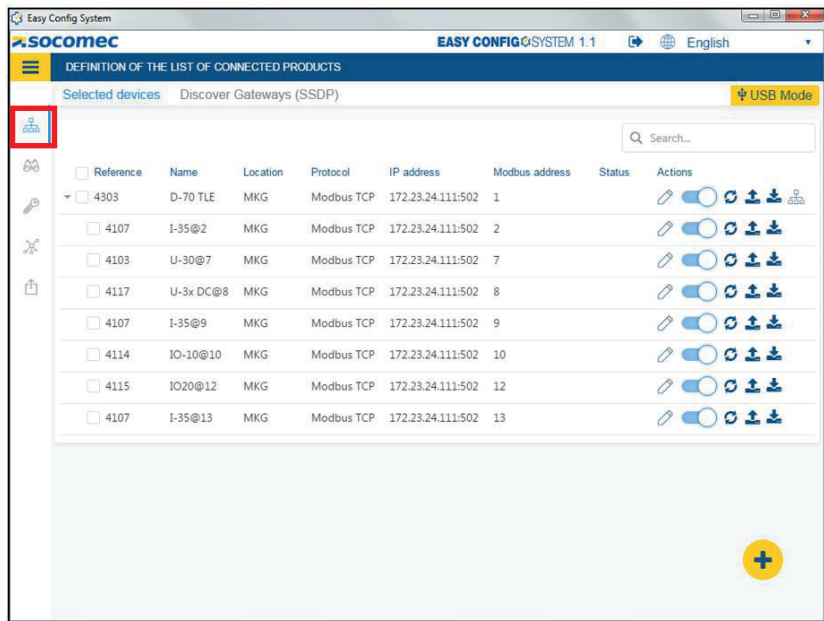 Easy Config System
socomec EASY CONFIG SYSTEM 1.1 English
DEFINITION OF THE LIST OF CONNECTED PRODUCTS
Selected devices Discover Gateways (SSDP) USB Mode
Search...
Reference Name Location Protocol IP address Modbus address Status Actions
4303 D-70 TLE MKG Modbus TCP 172.23.24.111:502 1
4107 I-35@2 MKG Modbus TCP 172.23.24.111:502 2
4103 U-30@7 MKG Modbus TCP 172.23.24.111:502 7
4117 U-3x DC@8 MKG Modbus TCP 172.23.24.111:502 8
4107 I-35@9 MKG Modbus TCP 172.23.24.111:502 9
4114 IO-10@10 MKG Modbus TCP 172.23.24.111:502 10
4115 IO20@12 MKG Modbus TCP 172.23.24.111:502 12
4107 I-35@13 MKG Modbus TCP 172.23.24.111:502 13